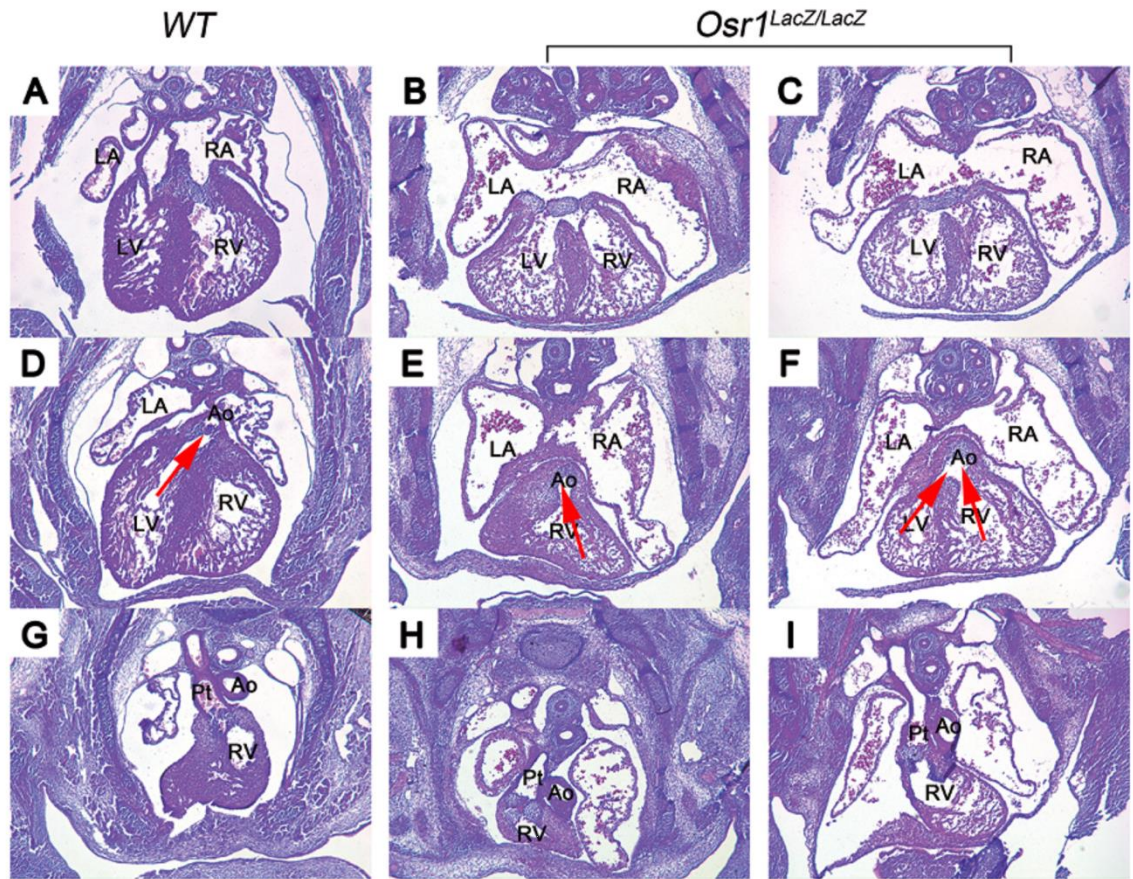 WT
Osr1LacZ/LacZ
A
LA
RA
LV
RV
B
LA
RA
LV
RV
C
LA
RA
LV
RV
D
LA
Ao
LV
RV
E
LA
RA
Ao
RV
F
LA
RA
Ao
LV
RV
G
Pt
Ao
RV
H
Pt
Ao
RV
I
Pt
Ao
RV